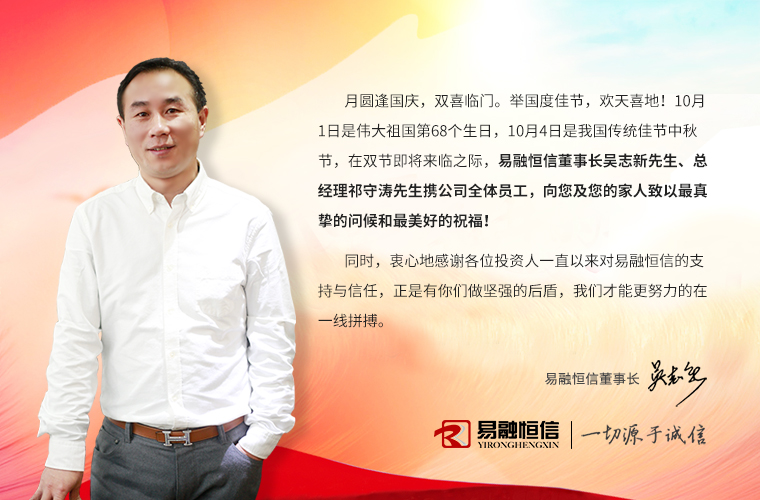 月圆逢国庆，双喜临门。举国度佳节，欢天喜地！10月
1日是伟大祖国第68个生日，10月4日是我国传统佳节中秋
节，在双节即将来临之际，易融恒信董事长吴志新先生、总
经理祁守涛先生携公司全体员工，向您及您的家人致以最真
挚的问候和最美好的祝福！
同时，衷心地感谢各位投资人一直以来对易融恒信的支
持与信任，正是有你们做坚强的后盾，我们才能更努力的在
一线拼搏。
易融恒信董事长 吴志新
易融恒信 一切源于诚信
YIRONGHENGXIN